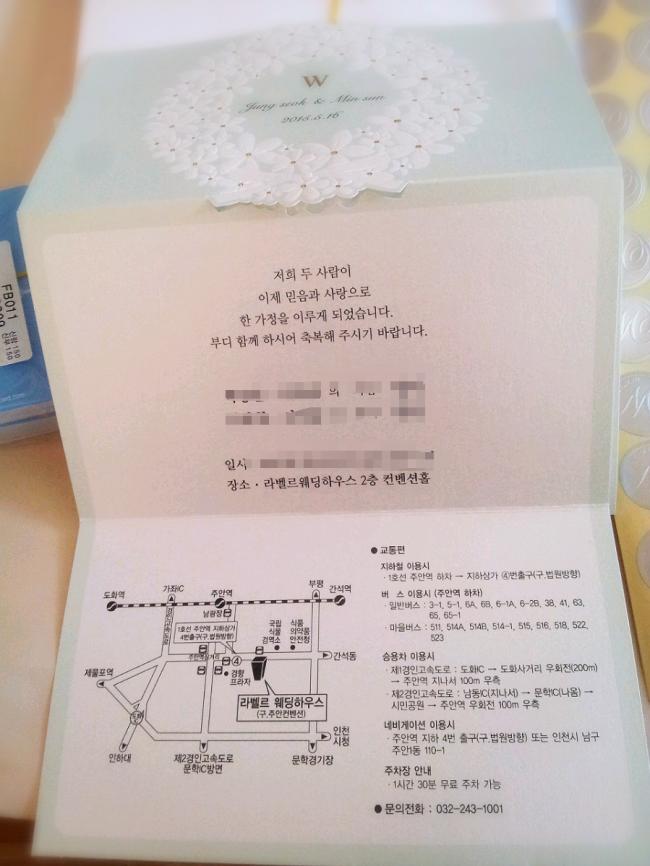 W
Jung seok & Min sun
2015.5.16
저희 두 사람이
이제 믿음과 사랑으로
한 가정을 이루게 되었습니다.
부디 함께 하시어 축복해 주시기 바랍니다.
의
일시
장소 · 라벨르웨딩하우스 2층 컨벤션홀
FB011
신랑:150
신부:150
● 교통편
지하철 이용시
· 1호선 주안역 하차 → 지하상가 ④번출구(구.법원방향)
버 스 이용시 (주안역 하차)
· 일반버스 : 3-1, 5-1, 6A, 6B, 6-1A, 6-2B, 38, 41, 63,
65, 65-1
· 마을버스 : 511, 514A, 514B, 514-1, 515, 516, 518, 522,
523
승용차 이용시
· 제1경인고속도로 : 도화IC → 도화사거리 우회전(200m)
→ 주안역 지나서 100m 우측
· 제2경인고속도로 : 남동IC(지나서) → 문학IC(나옴) →
시민공원 → 주안역 우회전 100m 우측
네비게이션 이용시
· 주안역 지하 4번 출구(구.법원방향) 또는 인천시 남구
주안1동 110-1
주차장 안내
· 1시간 30분 무료 주차 가능
● 문의전화 : 032-243-1001
도화역
가좌IC
주안역
부평
간석역
남광장
1호선 주안역 지하상가
4번출구(구.법원방향)
국립
식물
검역소
식품
의약품
안전청
주안역삼거리
④
간석동
경향
프라자
제물포역
라벨르 웨딩하우스
(구.주안컨벤션)
인천
시청
인하대
제2경인고속도로
문학IC방면
문학경기장